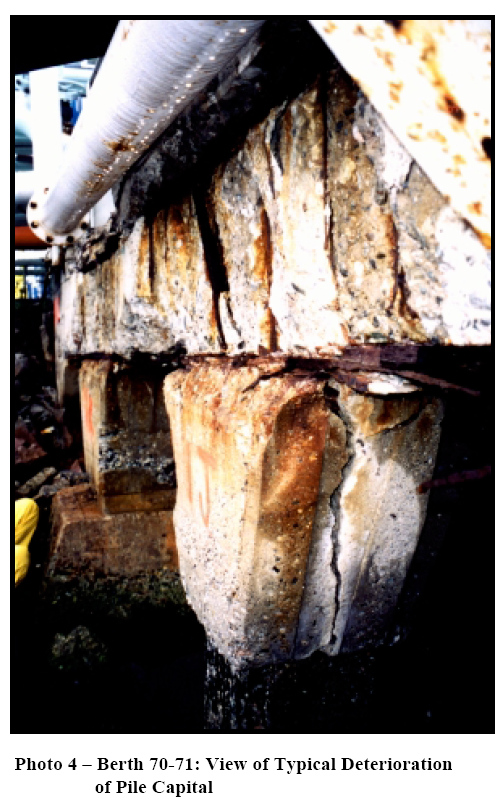 Photo 4 – Berth 70-71: View of Typical Deterioration
of Pile Capital